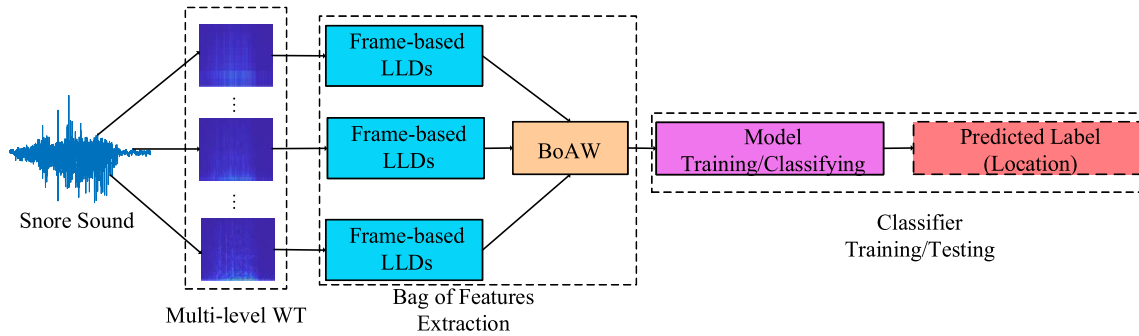 Snore Sound
Multi-level WT
Frame-based
LLDs
Frame-based
LLDs
Frame-based
LLDs
BoAW
Bag of Features
Extraction
Model
Training/Classifying
Predicted Label
(Location)
Classifier
Training/Testing